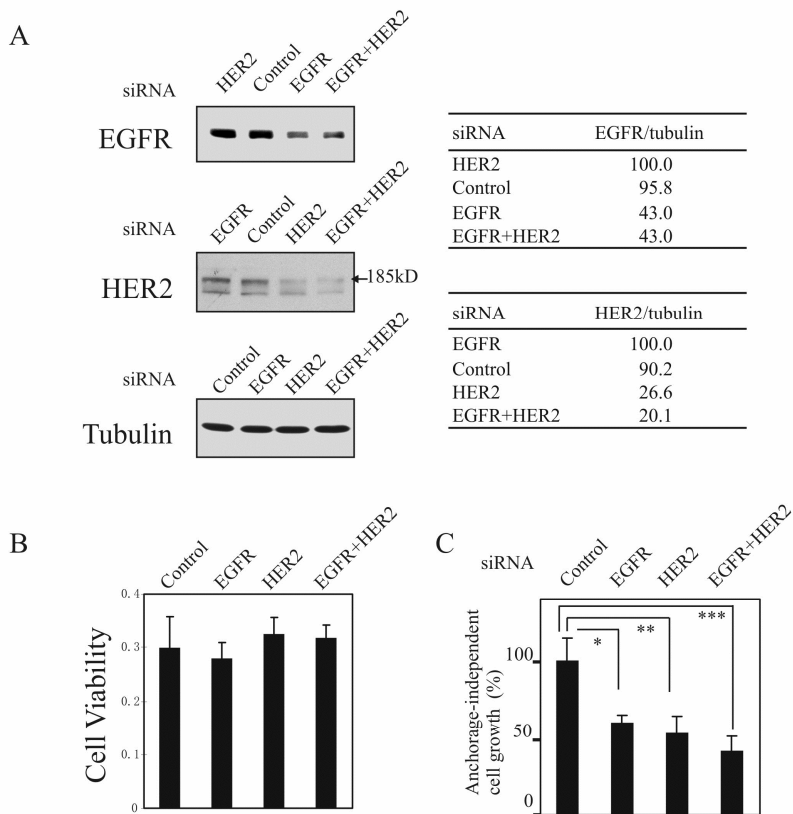 A
siRNA HER2 Control EGFR EGFR+HER2
EGFR
siRNA EGFR Control HER2 EGFR+HER2
HER2
185kD
siRNA Control EGFR HER2 EGFR+HER2
Tubulin
siRNA EGFR/tubulin
HER2 100.0
Control 95.8
EGFR 43.0
EGFR+HER2 43.0
siRNA HER2/tubulin
EGFR 100.0
Control 90.2
HER2 26.6
EGFR+HER2 20.1
B
Control EGFR HER2 EGFR+HER2
Cell Viability
0.4
0.3
0.2
0.1
0
C
siRNA Control EGFR HER2 EGFR+HER2
Anchorage-independent
cell growth (%)
100
50
0
*
**
***